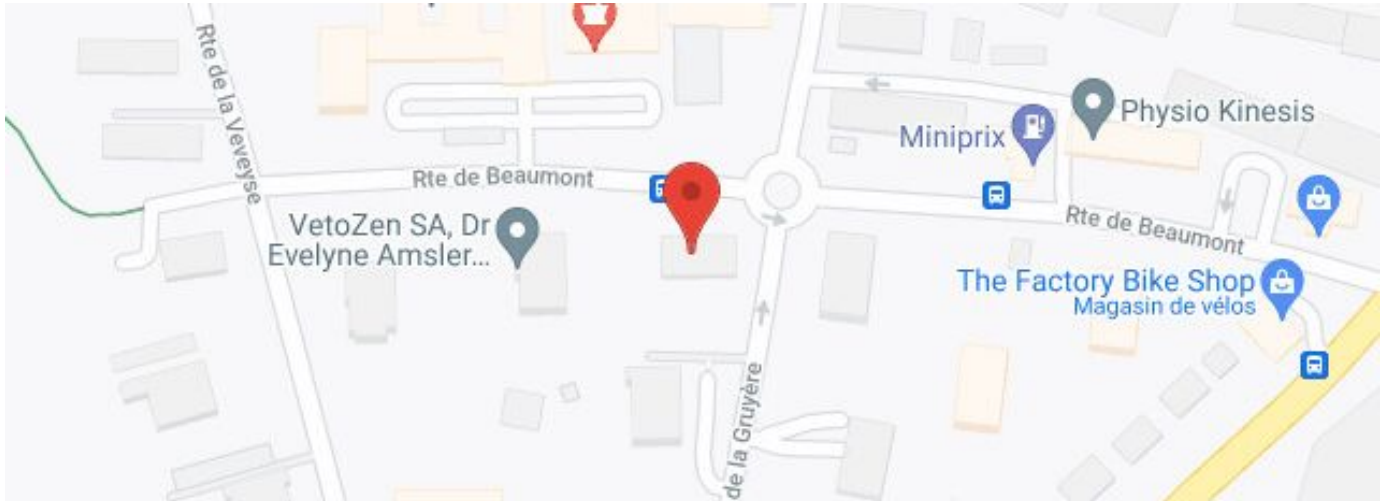 Rte de la Veveyse
Physio Kinesis
Miniprix
Rte de Beaumont
VetoZen SA, Dr
Evelyne Amsler...
Rte de Beaumont
The Factory Bike Shop
Magasin de vélos
de la Gruyère